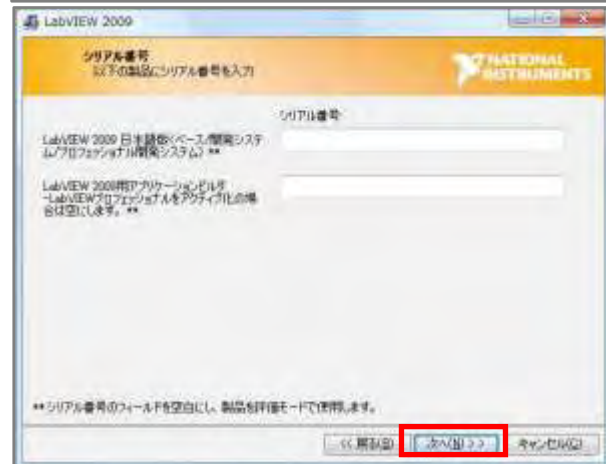 LabVIEW 2009
シリアル番号
以下の製品にシリアル番号を入力
NATIONAL
INSTRUMENTS
シリアル番号
LabVIEW 2009 日本語版(ベース/開発システ
ム/プロフェッショナル開発システム) **
LabVIEW 2009用アプリケーションビルダ
-LabVIEWプロフェッショナルをアクティブ化の場
合は空にします。 **
** シリアル番号のフィールドを空白にし、製品を評価モードで使用します。
<< 戻る(B)
次へ(N) >>
キャンセル(C)